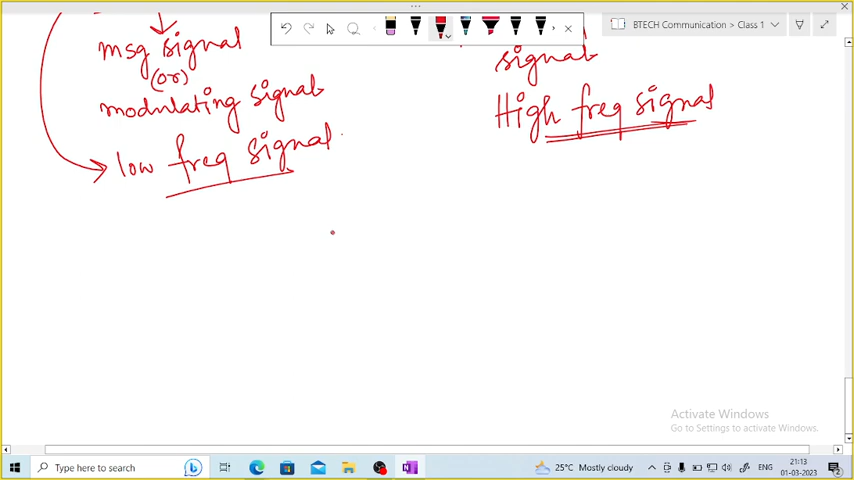 BTECH Communication > Class 1
msg signal
(or)
modulating signal
low freq signal
signal
High freq signal
Activate Windows
Go to Settings to activate Windows.
Type here to search
25°C Mostly cloudy
ENG
21:13
01-03-2023
2